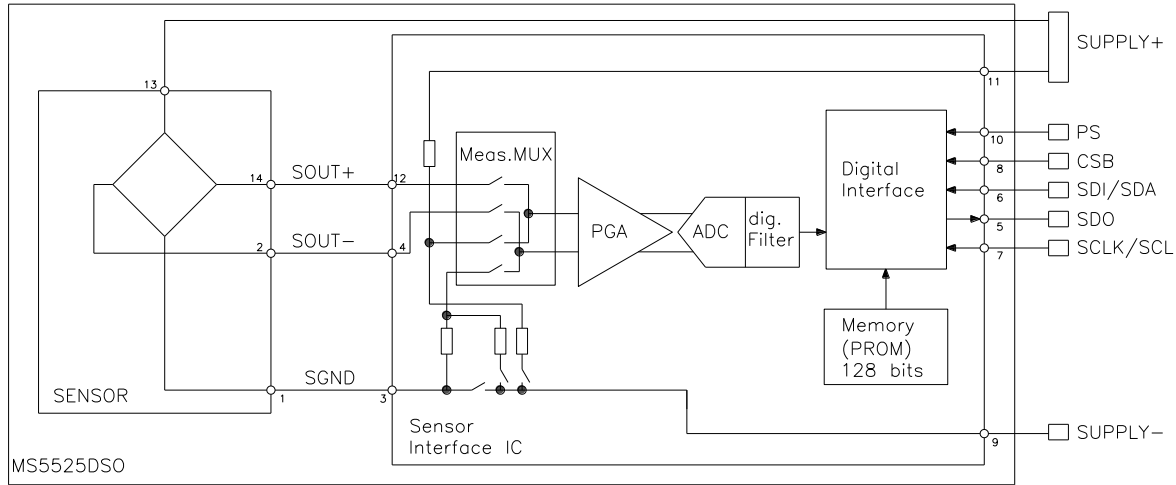 SUPPLY+
13
11
10
PS
Meas.MUX
Digital
Interface
8
CSB
14
SOUT+
12
6
SDI/SDA
PGA
ADC
dig.
Filter
5
SDO
2
SOUT-
4
7
SCLK/SCL
Memory
(PROM)
128 bits
SENSOR
1
SGND
3
Sensor
Interface IC
9
SUPPLY-
MS5525DSO